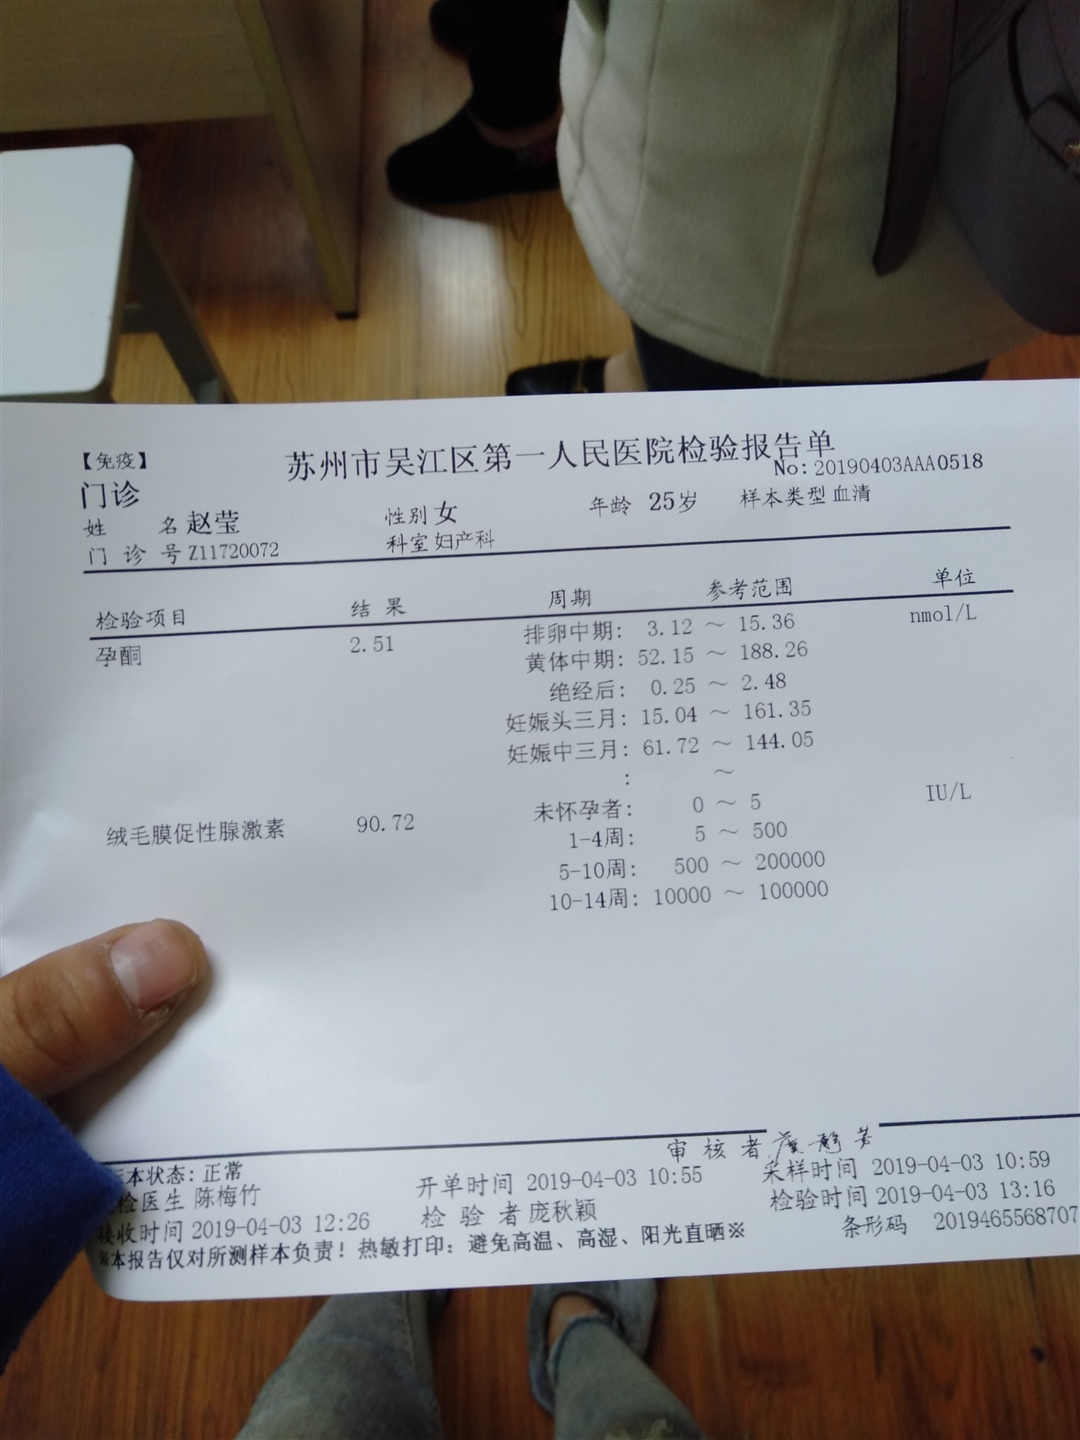 【免疫】
苏州市吴江区第一人民医院检验报告单
No: 20190403AAA0518
门诊
姓 名 赵莹 性别 女 年龄 25岁 样本类型 血清
门 诊 号 Z11720072 科室 妇产科
检验项目 结 果 周期 参考范围 单位
孕酮 2.51 排卵中期: 3.12 ～ 15.36 nmol/L
黄体中期: 52.15 ～ 188.26
绝经后: 0.25 ～ 2.48
妊娠头三月: 15.04 ～ 161.35
妊娠中三月: 61.72 ～ 144.05
: ～
绒毛膜促性腺激素 90.72 未怀孕者: 0 ～ 5 IU/L
1-4周: 5 ～ 500
5-10周: 500 ～ 200000
10-14周: 10000 ～ 100000
审 核 者
本状态: 正常 开单时间 2019-04-03 10:55 采样时间 2019-04-03 10:59
检医生 陈梅竹 检 验 者 庞秋颖 检验时间 2019-04-03 13:16
接收时间 2019-04-03 12:26 条形码 2019465568707
※本报告仅对所测样本负责！热敏打印：避免高温、高湿、阳光直晒※